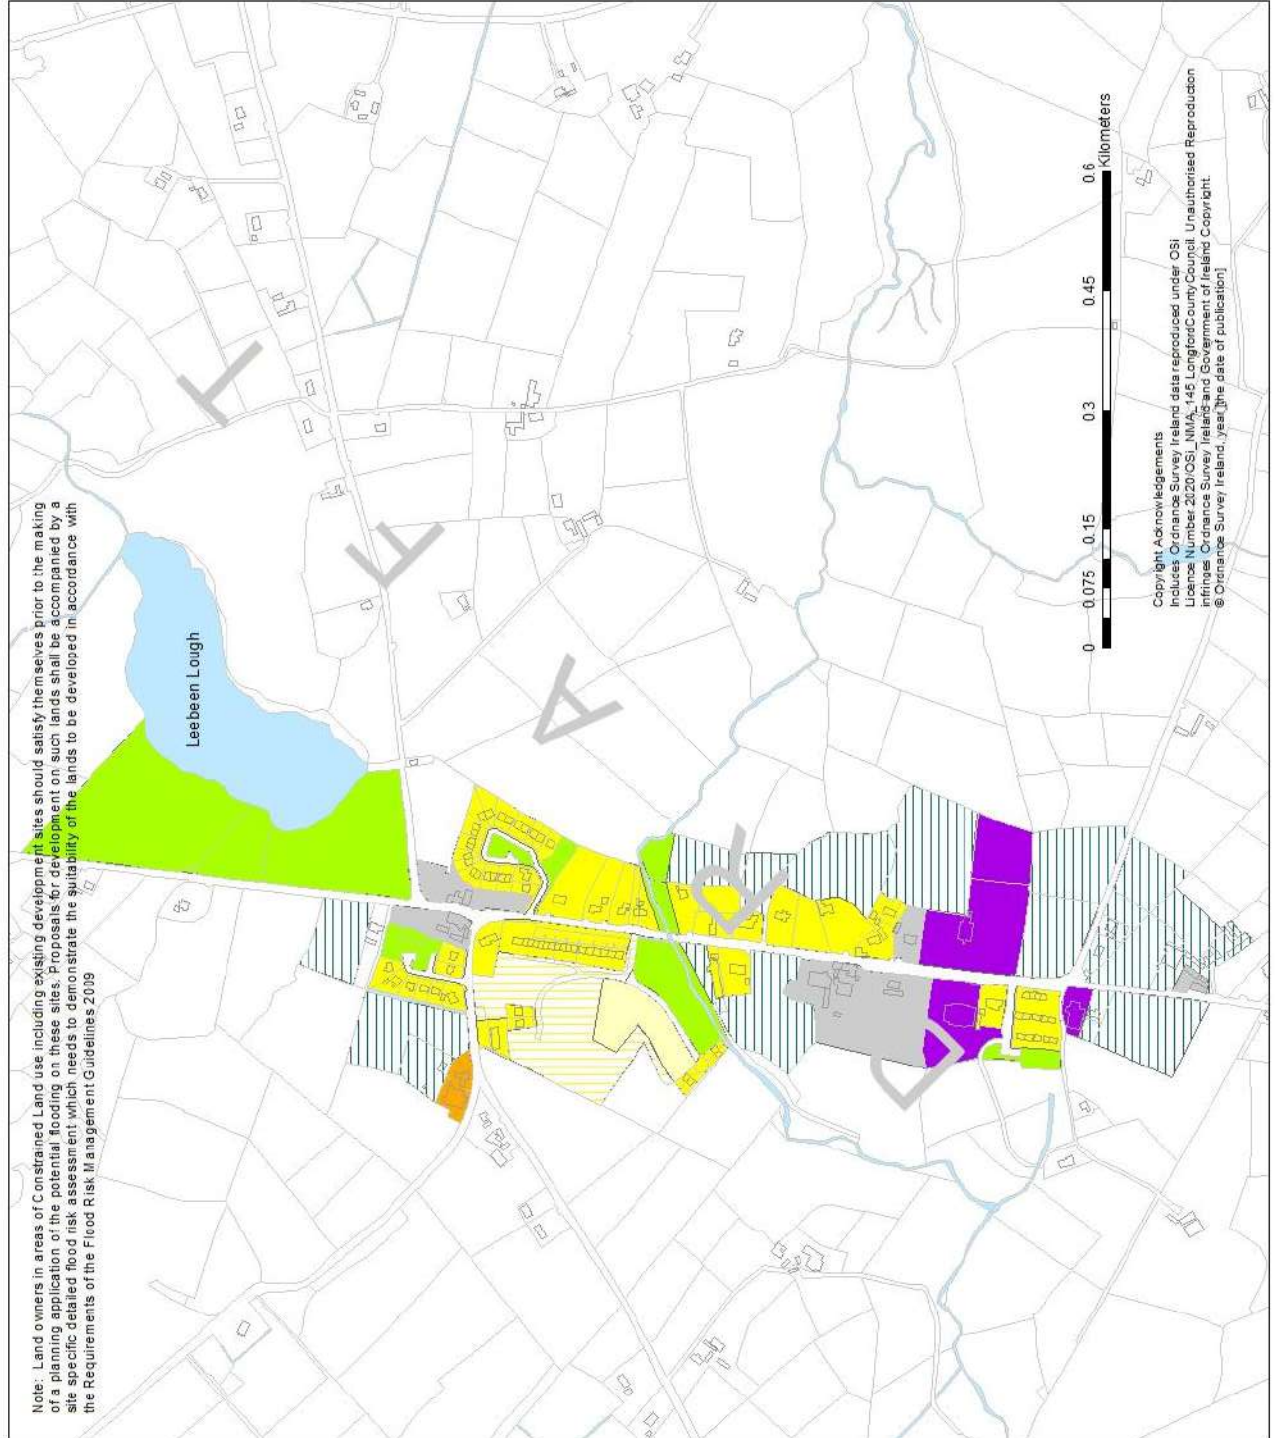 Note: Land owners in areas of Constrained Land use including existing development sites should satisfy themselves prior to the making
of a planning application of the potential flooding on these sites. Proposals for development on such lands shall be accompanied by a
site specific detailed flood risk assessment which needs to demonstrate the suitability of the lands to be developed in accordance with
the Requirements of the Flood Risk Management Guidelines 2009
Leebeen Lough
DRAFT
0 0.075 0.15 0.3 0.45 0.6
Kilometers
Copyright Acknowledgements
Includes Ordnance Survey Ireland data reproduced under OSi
Licence Number 2020/OSi_NMA_145 Longford County Council. Unauthorised Reproduction
infringes Ordnance Survey Ireland and Government of Ireland Copyright.
© Ordnance Survey Ireland, year [the date of publication]